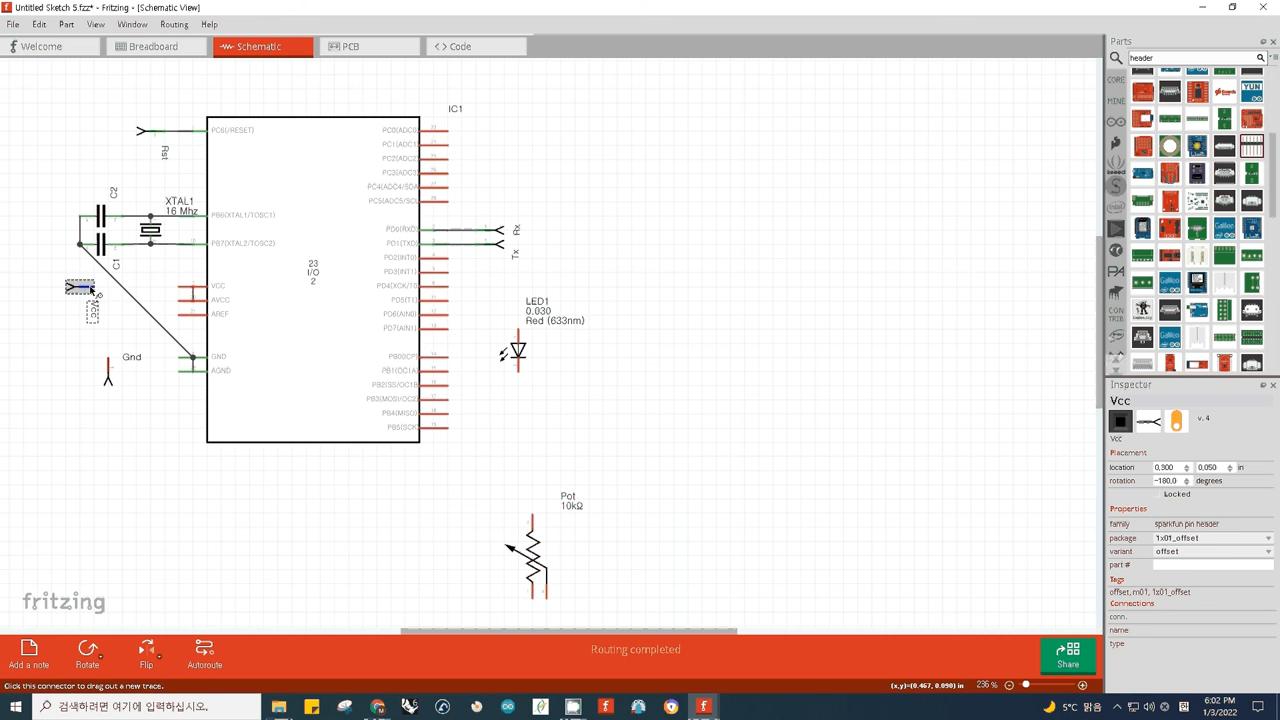 Untitled Sketch 5.fzz* - Fritzing - [Schematic View]
File Edit Part View Window Routing Help
Welcome Breadboard Schematic PCB Code
Parts
header
CORE
MINE
seeed
PA
CONTRIB
IC1
PC6(/RESET)
PC0(ADC0)
PC1(ADC1)
PC2(ADC2)
PC3(ADC3)
PC4(ADC4/SDA
PC5(ADC5/SCL
Rst
C2
XTAL1
16 Mhz
PB6(XTAL1/TOSC1)
PD0(RXD)
Rx
PB7(XTAL2/TOSC2)
PD1(TXD)
Tx
C1
PD2(INT0)
23
I/O
2
PD3(INT1)
VCC
PD4(XCK/T0
AVCC
PD5(T1)
AREF
PD6(AIN0)
PD7(AIN1)
Vcc
LED1
0.030
Red (633nm)
Gnd
GND
PB0(ICP)
AGND
PB1(OC1A)
PB2(SS/OC1B
PB3(MOSI/OC2)
PB4(MISO)
PB5(SCK)
Pot
10kΩ
fritzing
Inspector
Vcc
v. 4
Vcc
Placement
location 0,300 0,050 in
rotation -180,0 degrees
Locked
Properties
family sparkfun pin header
package 1x01_offset
variant offset
part #
Tags
offset, m01, 1x01_offset
Connections
conn.
name
type
Add a note Rotate Flip Autoroute
Routing completed
Share
Click this connector to drag out a new trace.
(x,y)=(0.467, 0.090) in 236 %
검색하려면 여기에 입력하십시오.
5°C 맑음
6:02 PM
1/3/2022